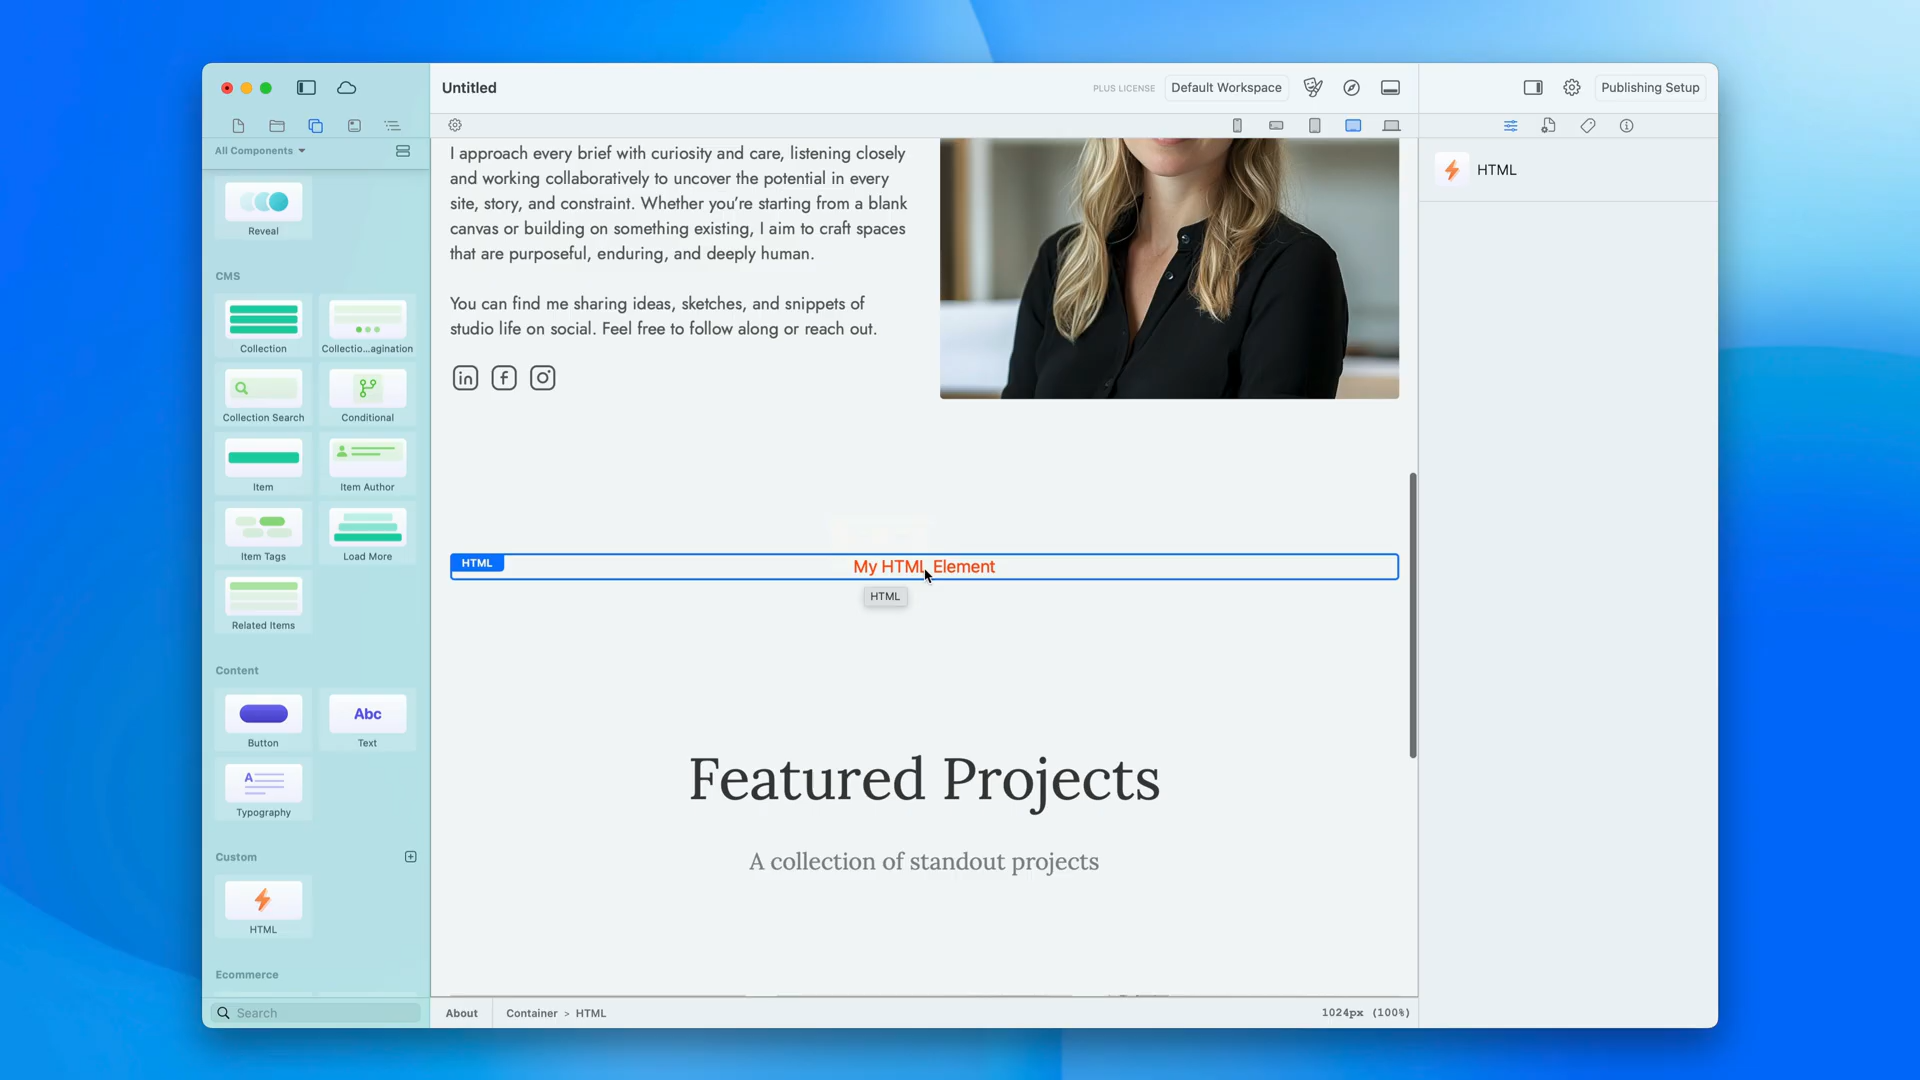 Untitled
PLUS LICENSE
Default Workspace
Publishing Setup
All Components
Reveal
CMS
Collection
Collectio...agination
Collection Search
Conditional
Item
Item Author
Item Tags
Load More
Related Items
Content
Button
Abc
Text
A
Typography
Custom
HTML
Ecommerce
Search
I approach every brief with curiosity and care, listening closely
and working collaboratively to uncover the potential in every
site, story, and constraint. Whether you're starting from a blank
canvas or building on something existing, I aim to craft spaces
that are purposeful, enduring, and deeply human.
You can find me sharing ideas, sketches, and snippets of
studio life on social. Feel free to follow along or reach out.
in
f
HTML
My HTML Element
HTML
Featured Projects
A collection of standout projects
About
Container > HTML
1024px (100%)
HTML